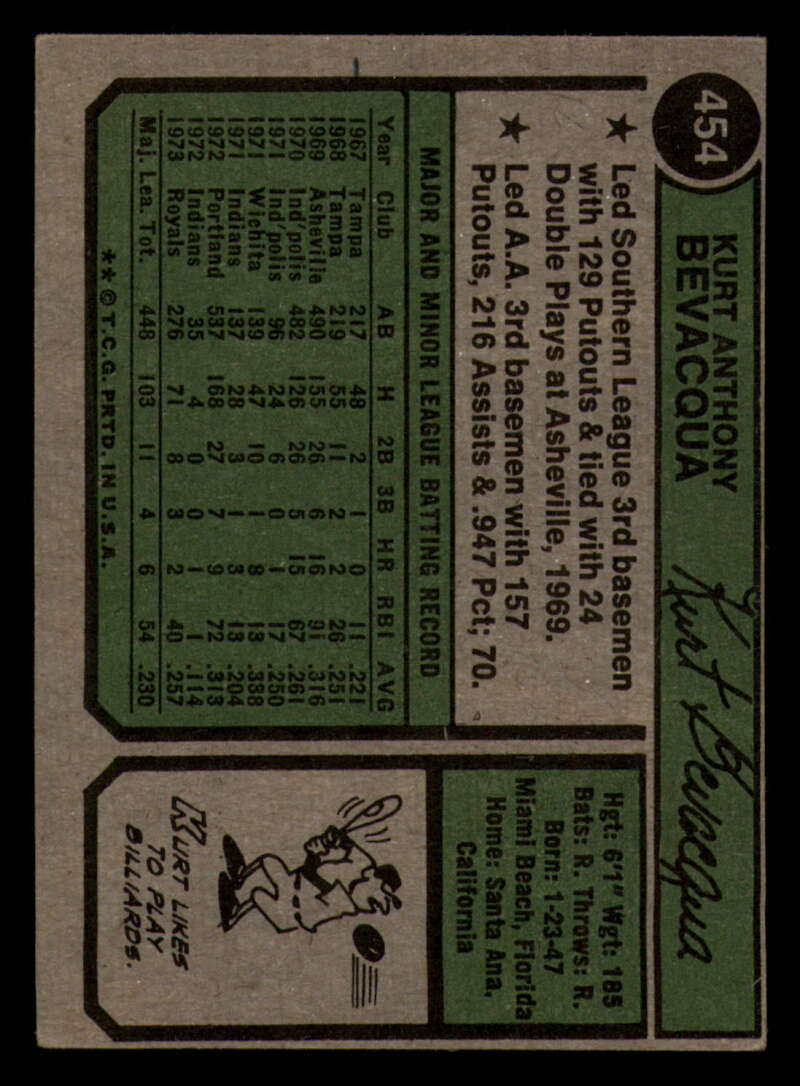 454
KURT ANTHONY
BEVACQUA
Kurt Bevacqua
★ Led Southern League 3rd basemen
with 129 Putouts & tied with 24
Double Plays at Asheville, 1969.
★ Led A.A. 3rd basemen with 157
Putouts, 216 Assists & .947 Pct; 70.
MAJOR AND MINOR LEAGUE BATTING RECORD
Year Club AB H 2B 3B HR RBI AVG
1967 Tampa 217 48 2 1 0 11 .221
1968 Tampa 219 55 11 2 2 26 .251
1969 Asheville 490 155 26 6 16 91 .316
1970 Ind'polis 482 126 26 5 15 67 .261
1971 Ind'polis 96 24 6 0 1 17 .250
1971 Wichita 139 47 10 1 8 13 .388
1971 Indians 137 28 3 1 3 13 .204
1972 Portland 537 168 27 7 9 72 .313
1972 Indians 35 4 0 0 1 1 .114
1973 Royals 276 71 8 3 2 40 .257
Maj. Lea. Tot. 448 103 11 4 6 54 .230
**© T.C.G. PRTD. IN U.S.A.
Hgt: 6'1" Wgt: 185
Bats: R. Throws: R.
Born: 1-23-47
Miami Beach, Florida
Home: Santa Ana,
California
KURT LIKES
TO PLAY
BILLIARDS.